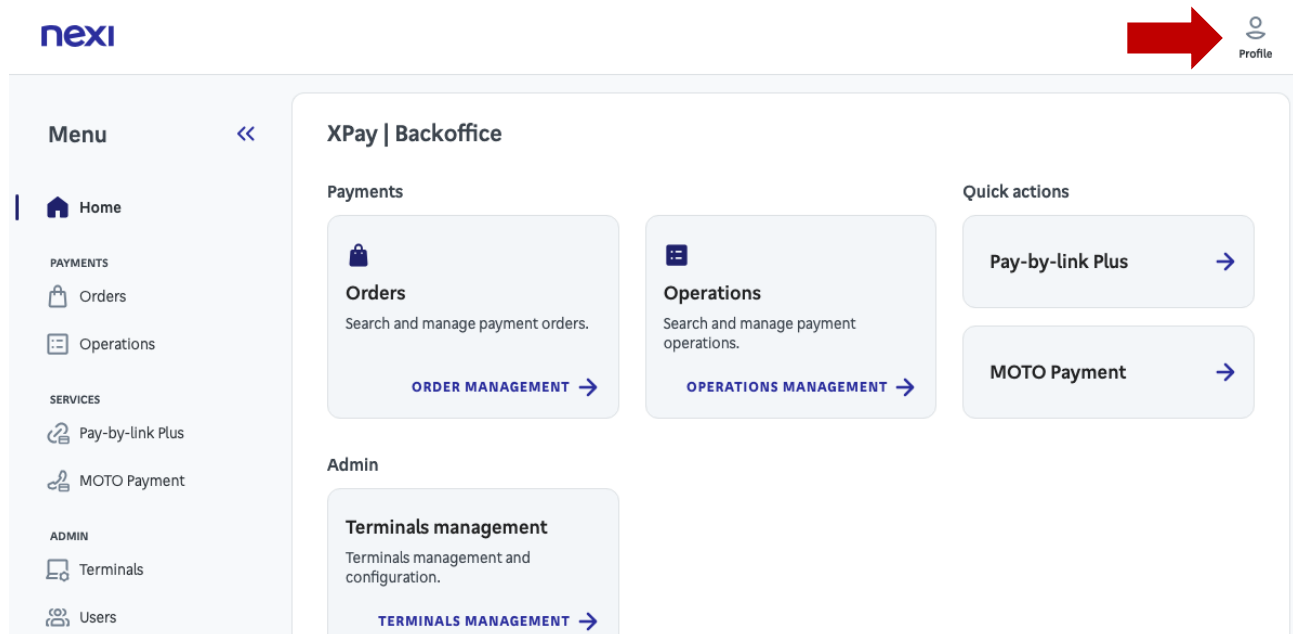 nexi
Profile
Menu
Home
PAYMENTS
Orders
Operations
SERVICES
Pay-by-link Plus
MOTO Payment
ADMIN
Terminals
Users
XPay | Backoffice
Payments
Orders
Search and manage payment orders.
ORDER MANAGEMENT
Operations
Search and manage payment
operations.
OPERATIONS MANAGEMENT
Quick actions
Pay-by-link Plus
MOTO Payment
Admin
Terminals management
Terminals management and
configuration.
TERMINALS MANAGEMENT